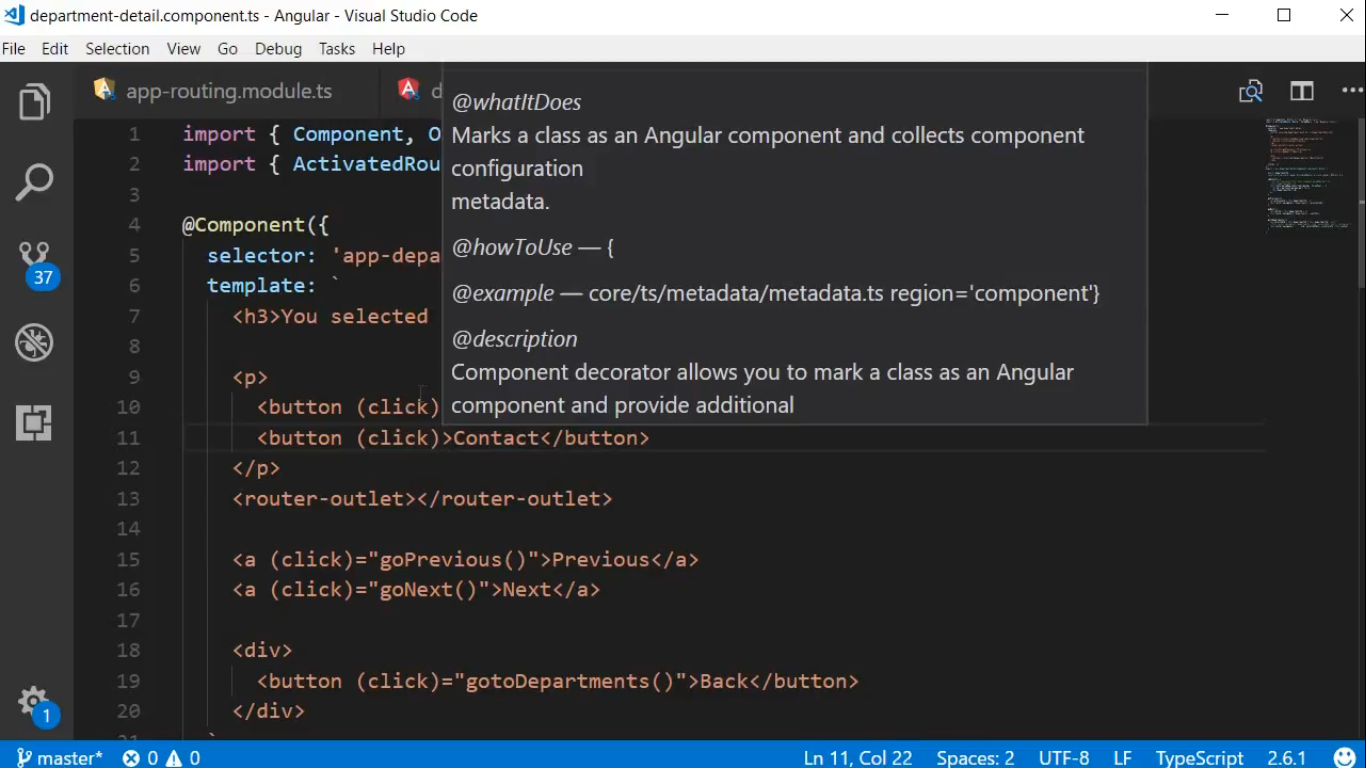 department-detail.component.ts - Angular - Visual Studio Code
File Edit Selection View Go Debug Tasks Help
app-routing.module.ts
@whatItDoes
Marks a class as an Angular component and collects component
configuration
metadata.
@howToUse — {
@example — core/ts/metadata/metadata.ts region='component'}
@description
Component decorator allows you to mark a class as an Angular
component and provide additional
1 import { Component, O
2 import { ActivatedRou
3
4 @Component({
5 selector: 'app-depa
6 template: `
7 <h3>You selected
8
9 <p>
10 <button (click)
11 <button (click)>Contact</button>
12 </p>
13 <router-outlet></router-outlet>
14
15 <a (click)="goPrevious()">Previous</a>
16 <a (click)="goNext()">Next</a>
17
18 <div>
19 <button (click)="gotoDepartments()">Back</button>
20 </div>
37
1
master* 0 0 Ln 11, Col 22 Spaces: 2 UTF-8 LF TypeScript 2.6.1